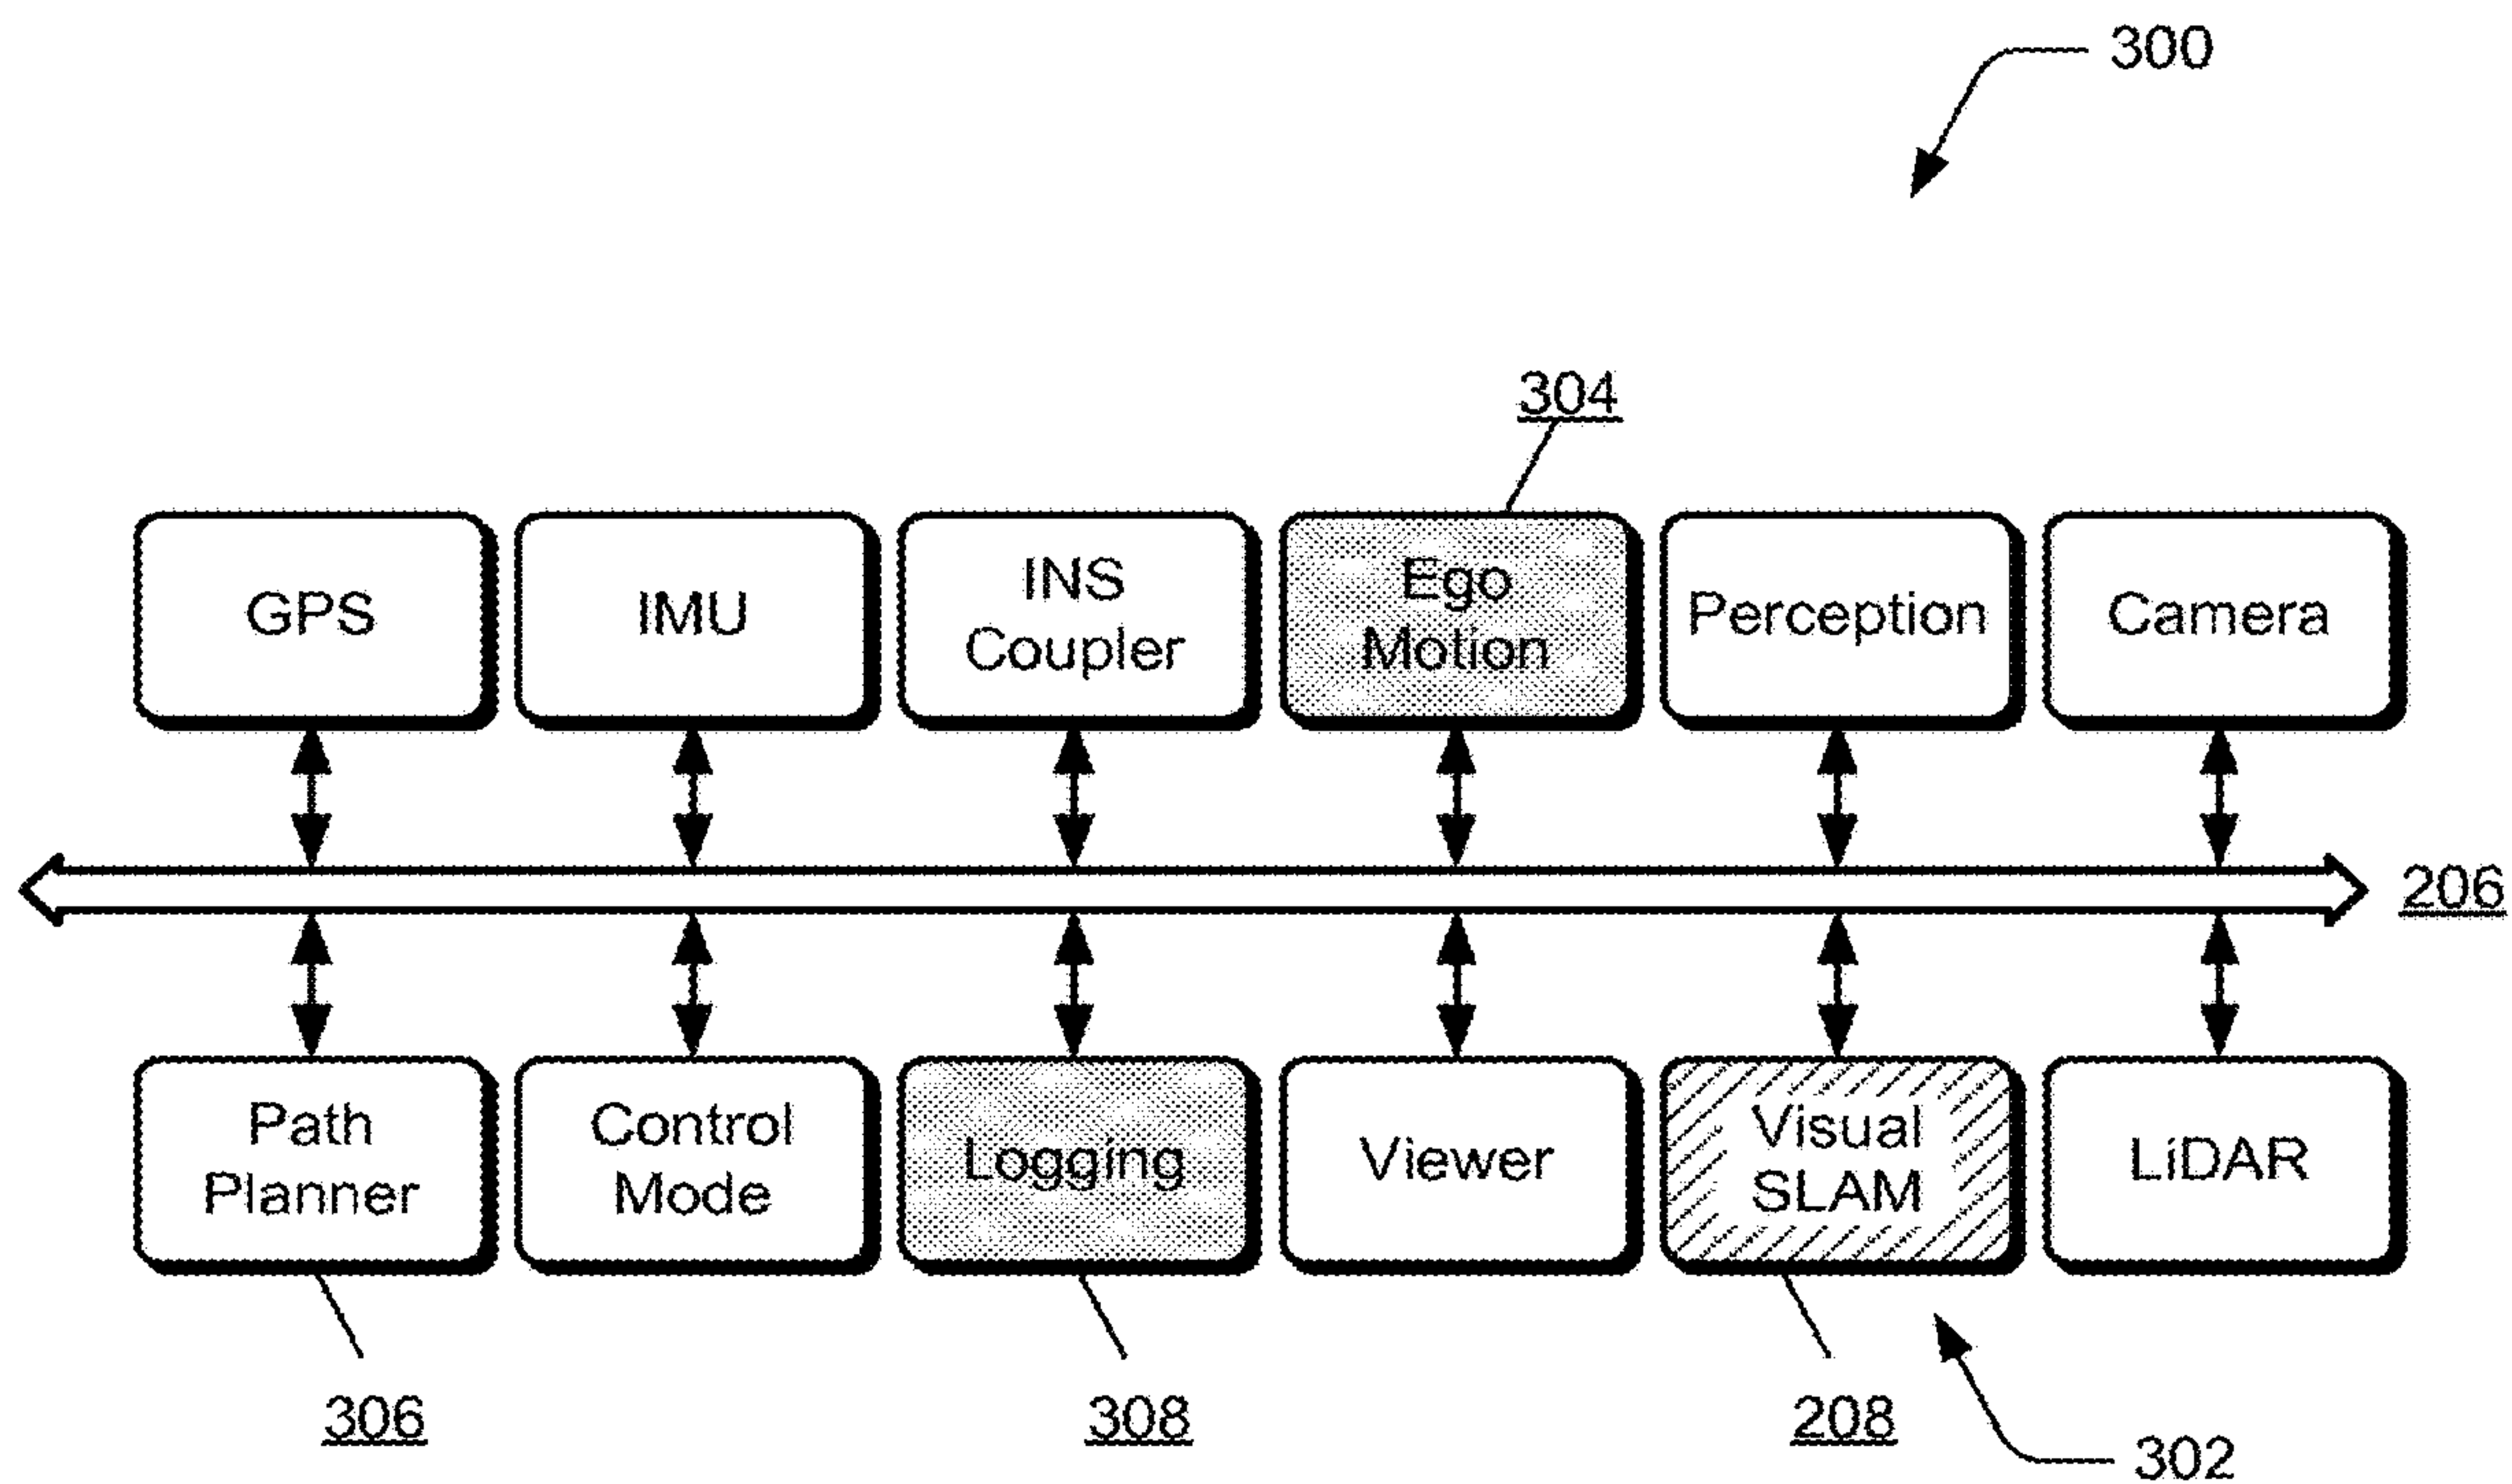 300
304
GPS
IMU
INS
Coupler
Ego
Motion
Perception
Camera
206
Path
Planner
Control
Mode
Logging
Viewer
Visual
SLAM
LiDAR
306
308
208
302